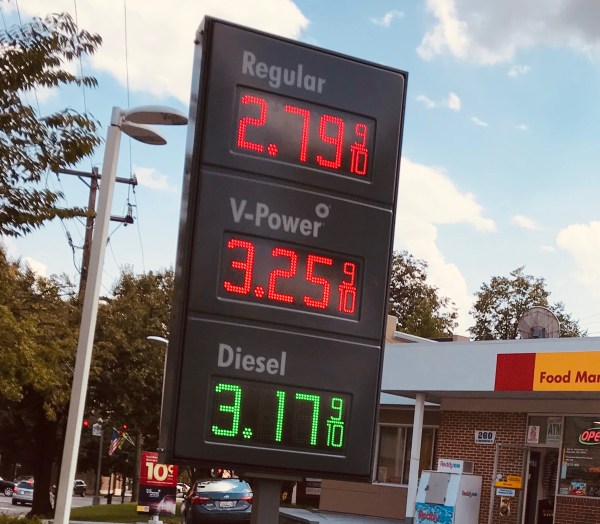 Regular
2.79 9/10
V-Power
3.25 9/10
Diesel
3.17 9/10
Food Mar
260
ATM
OPE
10¢